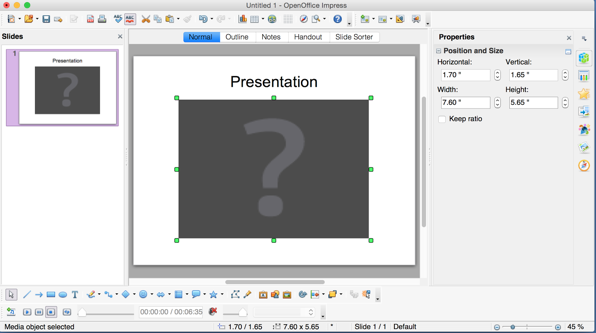 Untitled 1 - OpenOffice Impress
Slides
1
Presentation
Normal Outline Notes Handout Slide Sorter
Presentation
Properties
Position and Size
Horizontal: Vertical:
1.70 " 1.65 "
Width: Height:
7.60 " 5.65 "
Keep ratio
00:00:00 / 00:06:35
Media object selected 1.70 / 1.65 7.60 x 5.65 * Slide 1 / 1 Default 45 %